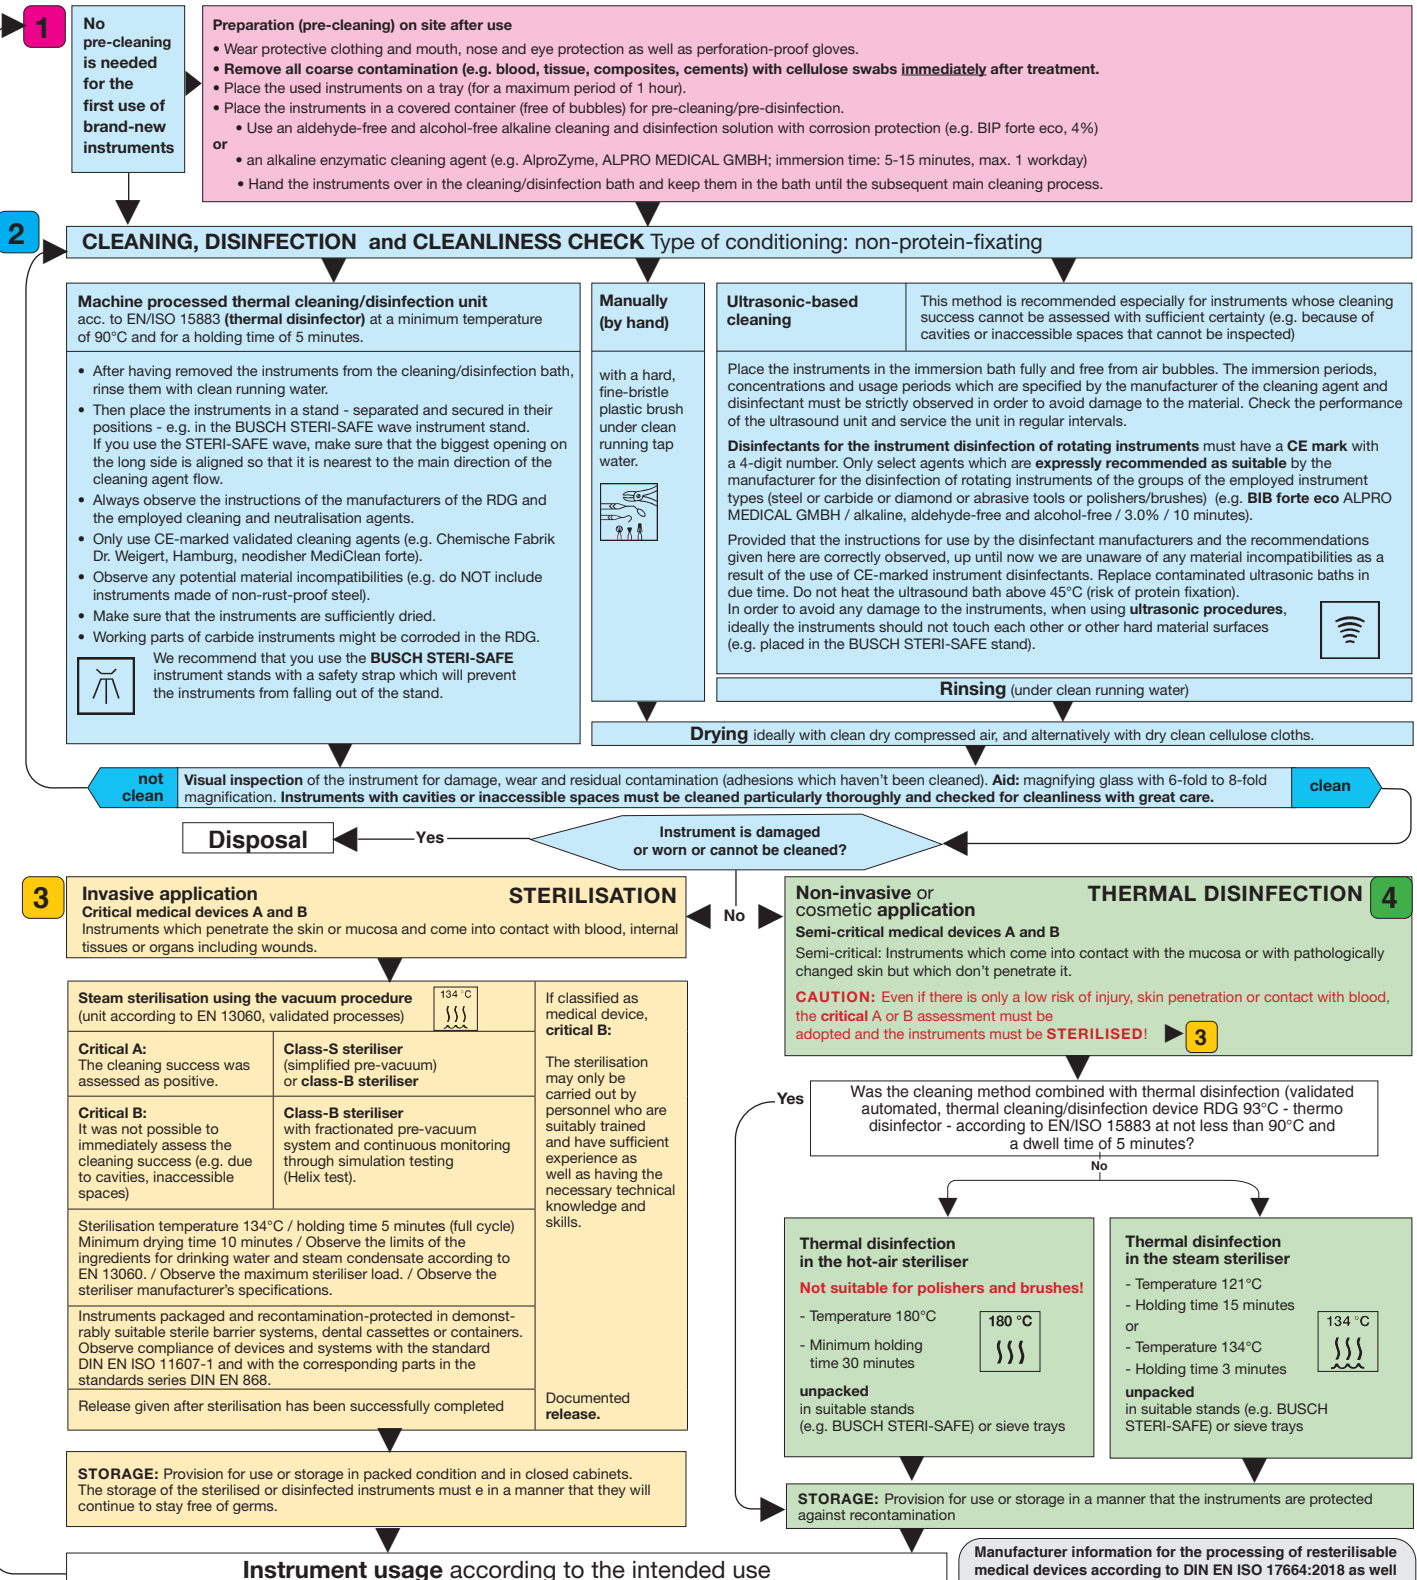 1
No
pre-cleaning
is needed
for the
first use of
brand-new
instruments
Preparation (pre-cleaning) on site after use
• Wear protective clothing and mouth, nose and eye protection as well as perforation-proof gloves.
• Remove all coarse contamination (e.g. blood, tissue, composites, cements) with cellulose swabs immediately after treatment.
• Place the used instruments on a tray (for a maximum period of 1 hour).
• Place the instruments in a covered container (free of bubbles) for pre-cleaning/pre-disinfection.
• Use an aldehyde-free and alcohol-free alkaline cleaning and disinfection solution with corrosion protection (e.g. BIP forte eco, 4%)
or
• an alkaline enzymatic cleaning agent (e.g. AlproZyme, ALPRO MEDICAL GMBH; immersion time: 5-15 minutes, max. 1 workday)
• Hand the instruments over in the cleaning/disinfection bath and keep them in the bath until the subsequent main cleaning process.
2
CLEANING, DISINFECTION and CLEANLINESS CHECK Type of conditioning: non-protein-fixating
Machine processed thermal cleaning/disinfection unit
acc. to EN/ISO 15883 (thermal disinfector) at a minimum temperature
of 90°C and for a holding time of 5 minutes.
• After having removed the instruments from the cleaning/disinfection bath,
rinse them with clean running water.
• Then place the instruments in a stand - separated and secured in their
positions - e.g. in the BUSCH STERI-SAFE wave instrument stand.
If you use the STERI-SAFE wave, make sure that the biggest opening on
the long side is aligned so that it is nearest to the main direction of the
cleaning agent flow.
• Always observe the instructions of the manufacturers of the RDG and
the employed cleaning and neutralisation agents.
• Only use CE-marked validated cleaning agents (e.g. Chemische Fabrik
Dr. Weigert, Hamburg, neodisher MediClean forte).
• Observe any potential material incompatibilities (e.g. do NOT include
instruments made of non-rust-proof steel).
• Make sure that the instruments are sufficiently dried.
• Working parts of carbide instruments might be corroded in the RDG.
We recommend that you use the BUSCH STERI-SAFE
instrument stands with a safety strap which will prevent
the instruments from falling out of the stand.
Manually
(by hand)
with a hard,
fine-bristle
plastic brush
under clean
running tap
water.
Ultrasonic-based
cleaning
This method is recommended especially for instruments whose cleaning
success cannot be assessed with sufficient certainty (e.g. because of
cavities or inaccessible spaces that cannot be inspected)
Place the instruments in the immersion bath fully and free from air bubbles. The immersion periods,
concentrations and usage periods which are specified by the manufacturer of the cleaning agent and
disinfectant must be strictly observed in order to avoid damage to the material. Check the performance
of the ultrasound unit and service the unit in regular intervals.
Disinfectants for the instrument disinfection of rotating instruments must have a CE mark with
a 4-digit number. Only select agents which are expressly recommended as suitable by the
manufacturer for the disinfection of rotating instruments of the groups of the employed instrument
types (steel or carbide or diamond or abrasive tools or polishers/brushes) (e.g. BIB forte eco ALPRO
MEDICAL GMBH / alkaline, aldehyde-free and alcohol-free / 3.0% / 10 minutes).
Provided that the instructions for use by the disinfectant manufacturers and the recommendations
given here are correctly observed, up until now we are unaware of any material incompatibilities as a
result of the use of CE-marked instrument disinfectants. Replace contaminated ultrasonic baths in
due time. Do not heat the ultrasound bath above 45°C (risk of protein fixation).
In order to avoid any damage to the instruments, when using ultrasonic procedures,
ideally the instruments should not touch each other or other hard material surfaces
(e.g. placed in the BUSCH STERI-SAFE stand).
Rinsing (under clean running water)
Drying ideally with clean dry compressed air, and alternatively with dry clean cellulose cloths.
not
clean
Visual inspection of the instrument for damage, wear and residual contamination (adhesions which haven't been cleaned). Aid: magnifying glass with 6-fold to 8-fold
magnification. Instruments with cavities or inaccessible spaces must be cleaned particularly thoroughly and checked for cleanliness with great care.
clean
Disposal
Yes
Instrument is damaged
or worn or cannot be cleaned?
No
3
Invasive application STERILISATION
Critical medical devices A and B
Instruments which penetrate the skin or mucosa and come into contact with blood, internal
tissues or organs including wounds.
Steam sterilisation using the vacuum procedure
(unit according to EN 13060, validated processes)
134 °C
Critical A:
The cleaning success was
assessed as positive.
Class-S steriliser
(simplified pre-vacuum)
or class-B steriliser
Critical B:
It was not possible to
immediately assess the
cleaning success (e.g. due
to cavities, inaccessible
spaces)
Class-B steriliser
with fractionated pre-vacuum
system and continuous monitoring
through simulation testing
(Helix test).
Sterilisation temperature 134°C / holding time 5 minutes (full cycle)
Minimum drying time 10 minutes / Observe the limits of the
ingredients for drinking water and steam condensate according to
EN 13060. / Observe the maximum steriliser load. / Observe the
steriliser manufacturer's specifications.
Instruments packaged and recontamination-protected in demonst-
rably suitable sterile barrier systems, dental cassettes or containers.
Observe compliance of devices and systems with the standard
DIN EN ISO 11607-1 and with the corresponding parts in the
standards series DIN EN 868.
Release given after sterilisation has been successfully completed
If classified as
medical device,
critical B:
The sterilisation
may only be
carried out by
personnel who are
suitably trained
and have sufficient
experience as
well as having the
necessary technical
knowledge and
skills.
Documented
release.
STORAGE: Provision for use or storage in packed condition and in closed cabinets.
The storage of the sterilised or disinfected instruments must e in a manner that they will
continue to stay free of germs.
Non-invasive or
cosmetic application
THERMAL DISINFECTION 4
Semi-critical medical devices A and B
Semi-critical: Instruments which come into contact with the mucosa or with pathologically
changed skin but which don't penetrate it.
CAUTION: Even if there is only a low risk of injury, skin penetration or contact with blood,
the critical A or B assessment must be
adopted and the instruments must be STERILISED! 3
Yes
Was the cleaning method combined with thermal disinfection (validated
automated, thermal cleaning/disinfection device RDG 93°C - thermo
disinfector - according to EN/ISO 15883 at not less than 90°C and
a dwell time of 5 minutes?
No
Thermal disinfection
in the hot-air steriliser
Not suitable for polishers and brushes!
- Temperature 180°C
- Minimum holding
time 30 minutes
180 °C
unpacked
in suitable stands
(e.g. BUSCH STERI-SAFE) or sieve trays
Thermal disinfection
in the steam steriliser
- Temperature 121°C
- Holding time 15 minutes
or
- Temperature 134°C
- Holding time 3 minutes
134 °C
unpacked
in suitable stands (e.g. BUSCH
STERI-SAFE) or sieve trays
STORAGE: Provision for use or storage in a manner that the instruments are protected
against recontamination
Instrument usage according to the intended use
Manufacturer information for the processing of resterilisable
medical devices according to DIN EN ISO 17664:2018 as well